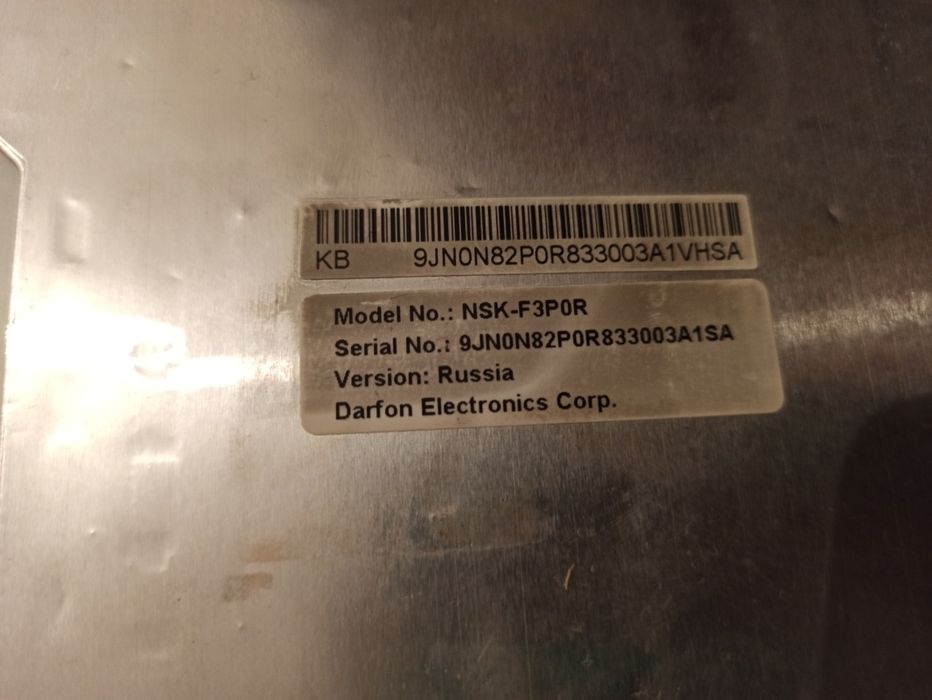 KB 9JN0N82P0R833003A1VHSA
Model No.: NSK-F3P0R
Serial No.: 9JN0N82P0R833003A1SA
Version: Russia
Darfon Electronics Corp.